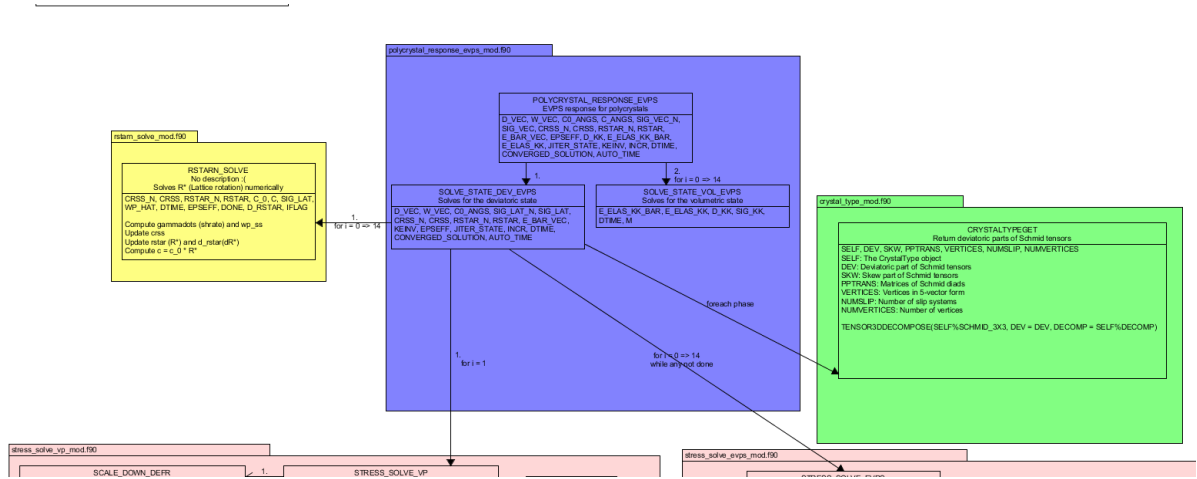 polycrystal_response_evps_mod.f90
POLYCRYSTAL_RESPONSE_EVPS
EVPS response for polycrystals
D_VEC, W_VEC, C0_ANGS, C_ANGS, SIG_VEC_N,
SIG_VEC, CRSS_N, CRSS, RSTAR_N, RSTAR,
E_BAR_VEC, EPSEFF, D_KK, E_ELAS_KK_BAR,
E_ELAS_KK, JITER_STATE, KEINV, INCR, DTIME,
CONVERGED_SOLUTION, AUTO_TIME
1.
2.
for i = 0 => 14
rstarn_solve_mod.f90
RSTARN_SOLVE
No description :(
Solves R* (Lattice rotation) numerically
CRSS_N, CRSS, RSTAR_N, RSTAR, C_0, C, SIG_LAT,
WP_HAT, DTIME, EPSEFF, DONE, D_RSTAR, IFLAG
Compute gammadots (shrate) and wp_ss
Update crss
Update rstar (R*) and d_rstar(dR*)
Compute c = c_0 * R*
1.
for i = 0 => 14
SOLVE_STATE_DEV_EVPS
Solves for the deviatoric state
D_VEC, W_VEC, C0_ANGS, SIG_LAT_N, SIG_LAT,
CRSS_N, CRSS, RSTAR_N, RSTAR, E_BAR_VEC,
KEINV, EPSEFF, JITER_STATE, INCR, DTIME,
CONVERGED_SOLUTION, AUTO_TIME
SOLVE_STATE_VOL_EVPS
Solves for the volumetric state
E_ELAS_KK_BAR, E_ELAS_KK, D_KK, SIG_KK,
DTIME, M
crystal_type_mod.f90
CRYSTALTYPEGET
Return deviatoric parts of Schmid tensors
SELF, DEV, SKW, PPTRANS, VERTICES, NUMSLIP, NUMVERTICES
SELF: The CrystalType object
DEV: Deviatoric part of Schmid tensors
SKW: Skew part of Schmid tensors
PPTRANS: Matrices of Schmid diads
VERTICES: Vertices in 5-vector form
NUMSLIP: Number of slip systems
NUMVERTICES: Number of vertices
TENSOR3DDECOMPOSE(SELF%SCHMID_3X3, DEV = DEV, DECOMP = SELF%DECOMP)
foreach phase
1.
for i = 1
for i = 0 => 14
while any not done
stress_solve_vp_mod.f90
SCALE_DOWN_DEFR
1.
STRESS_SOLVE_VP
stress_solve_evps_mod.f90
STRESS_SOLVE_EVPS